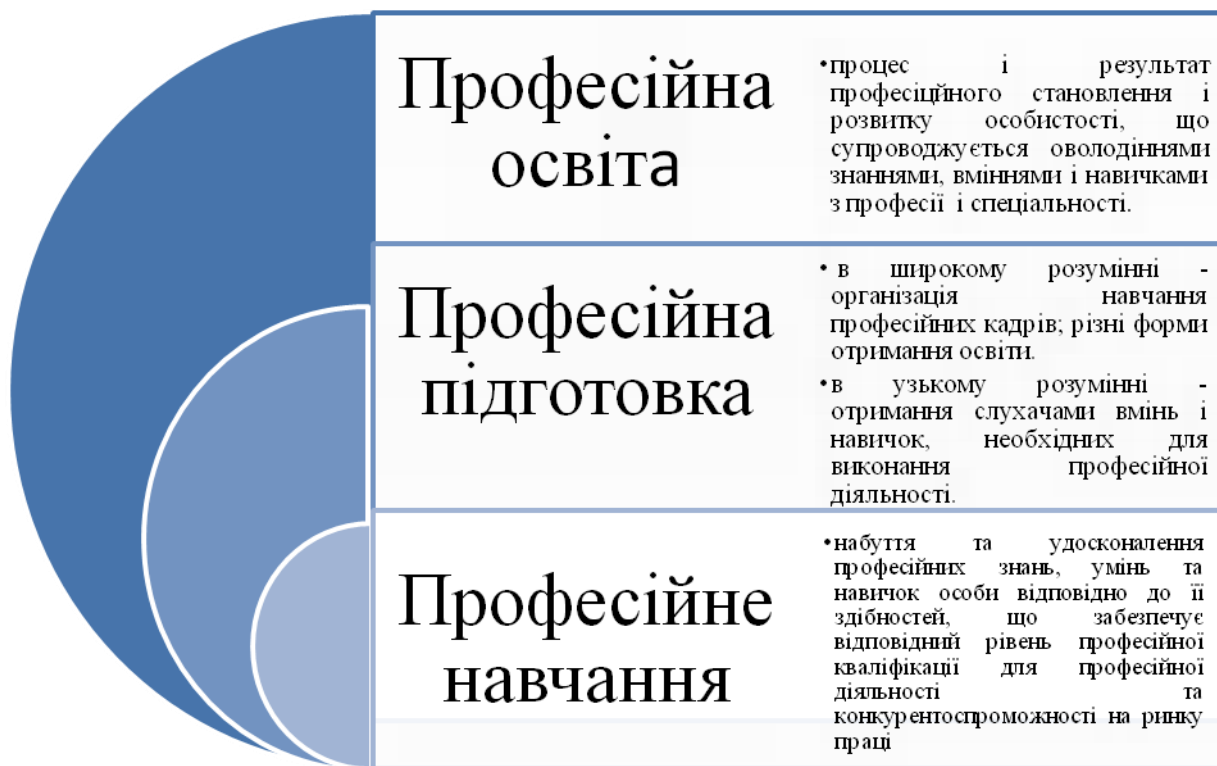 Професійна
освіта
•процес і результат
професіцйного становлення і
розвитку особистості, що
супроводжується оволодіннями
знаннями, вміннями і навичками
з професії і спеціальності.
Професійна
підготовка
• в широкому розумінні -
організація навчання
професійних кадрів; різні форми
отримання освіти.
•в узькому розумінні -
отримання слухачами вмінь і
навичок, необхідних для
виконання професійної
діяльності.
Професійне
навчання
•набуття та удосконалення
професійних знань, умінь та
навичок особи відповідно до її
здібностей, що забезпечує
відповідний рівень професійної
кваліфікації для професійної
діяльності та
конкурентоспроможності на ринку
праці